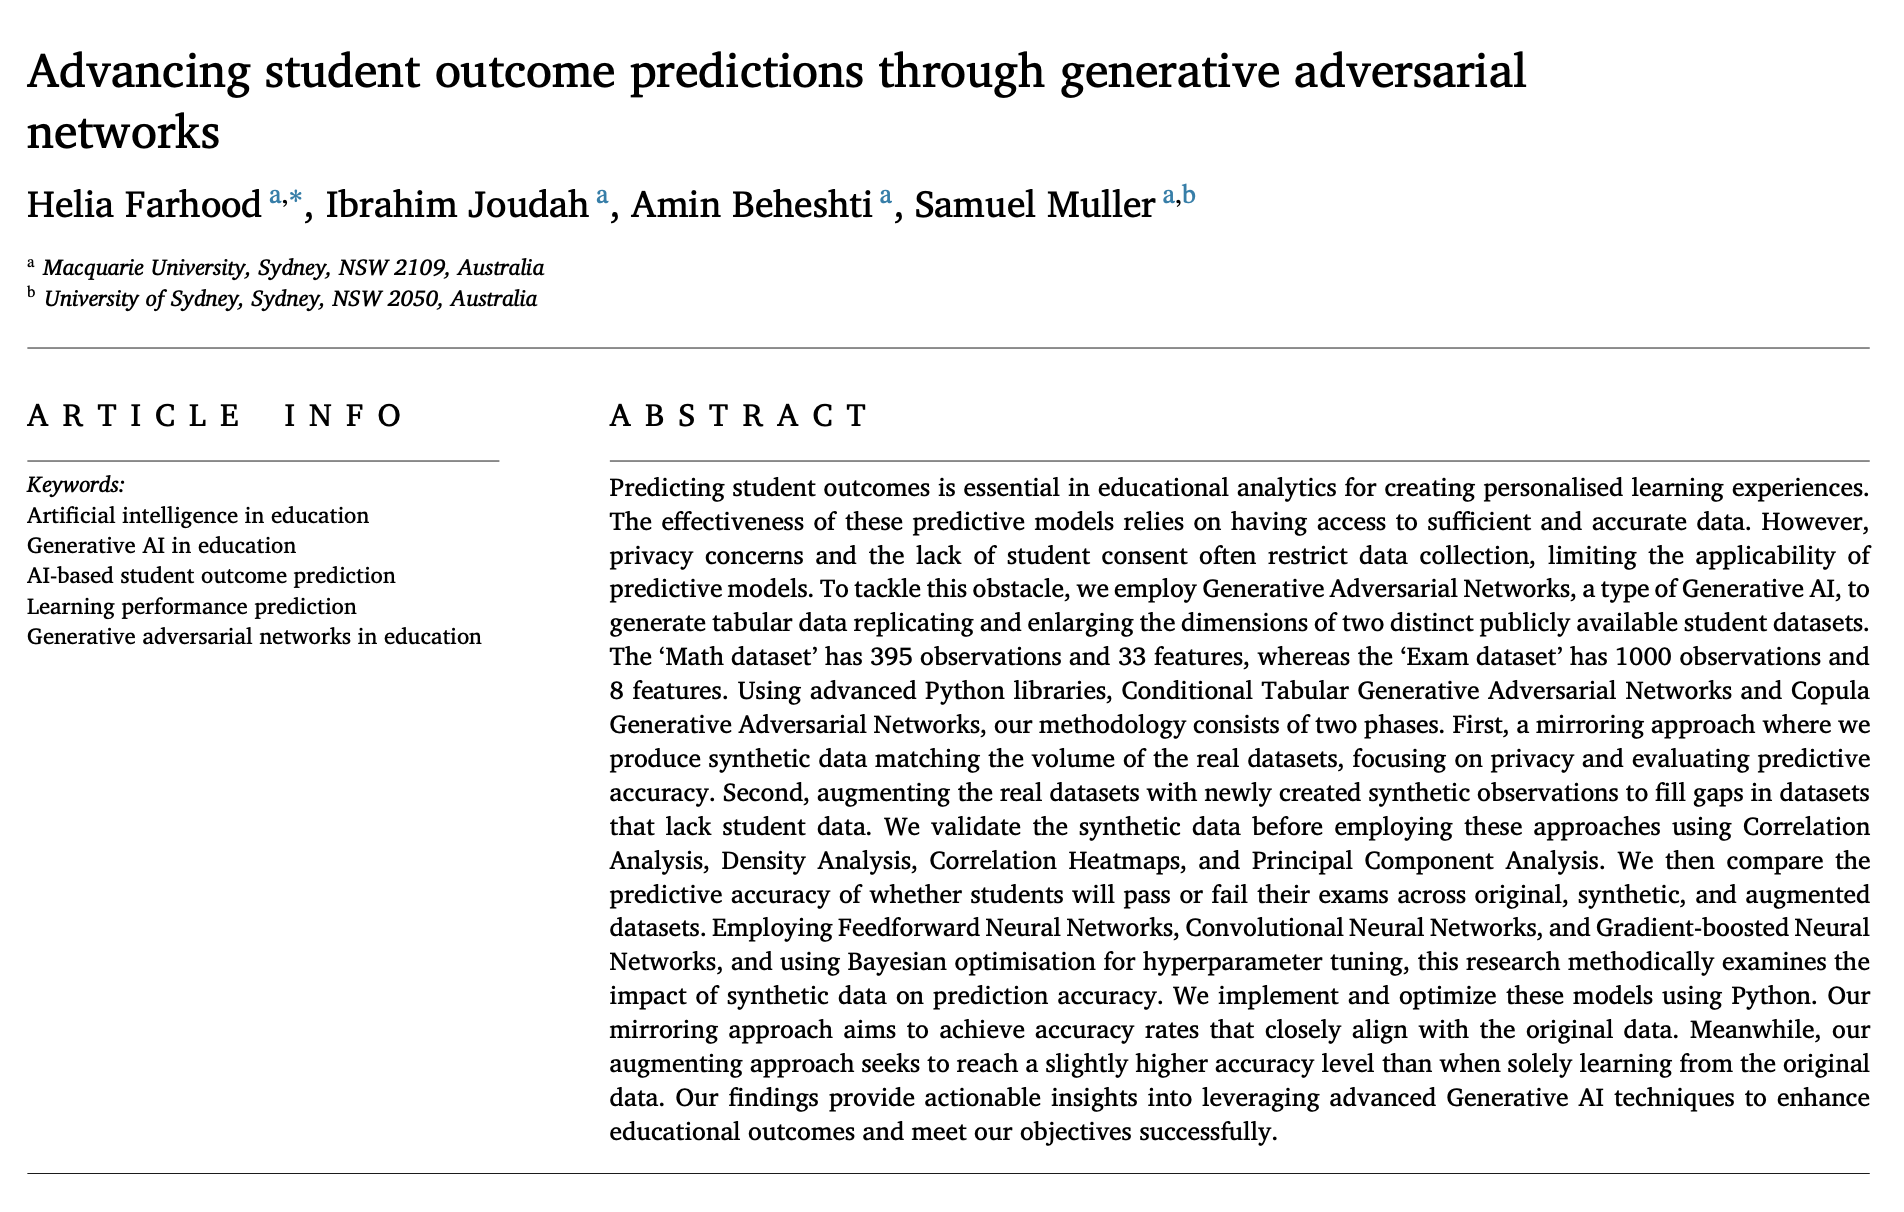 Advancing student outcome predictions through generative adversarial
networks
Helia Farhood a,*, Ibrahim Joudah a, Amin Beheshti a, Samuel Muller a,b
a Macquarie University, Sydney, NSW 2109, Australia
b University of Sydney, Sydney, NSW 2050, Australia
ARTICLE INFO
Keywords:
Artificial intelligence in education
Generative AI in education
AI-based student outcome prediction
Learning performance prediction
Generative adversarial networks in education
ABSTRACT
Predicting student outcomes is essential in educational analytics for creating personalised learning experiences.
The effectiveness of these predictive models relies on having access to sufficient and accurate data. However,
privacy concerns and the lack of student consent often restrict data collection, limiting the applicability of
predictive models. To tackle this obstacle, we employ Generative Adversarial Networks, a type of Generative AI, to
generate tabular data replicating and enlarging the dimensions of two distinct publicly available student datasets.
The ‘Math dataset’ has 395 observations and 33 features, whereas the ‘Exam dataset’ has 1000 observations and
8 features. Using advanced Python libraries, Conditional Tabular Generative Adversarial Networks and Copula
Generative Adversarial Networks, our methodology consists of two phases. First, a mirroring approach where we
produce synthetic data matching the volume of the real datasets, focusing on privacy and evaluating predictive
accuracy. Second, augmenting the real datasets with newly created synthetic observations to fill gaps in datasets
that lack student data. We validate the synthetic data before employing these approaches using Correlation
Analysis, Density Analysis, Correlation Heatmaps, and Principal Component Analysis. We then compare the
predictive accuracy of whether students will pass or fail their exams across original, synthetic, and augmented
datasets. Employing Feedforward Neural Networks, Convolutional Neural Networks, and Gradient-boosted Neural
Networks, and using Bayesian optimisation for hyperparameter tuning, this research methodically examines the
impact of synthetic data on prediction accuracy. We implement and optimize these models using Python. Our
mirroring approach aims to achieve accuracy rates that closely align with the original data. Meanwhile, our
augmenting approach seeks to reach a slightly higher accuracy level than when solely learning from the original
data. Our findings provide actionable insights into leveraging advanced Generative AI techniques to enhance
educational outcomes and meet our objectives successfully.